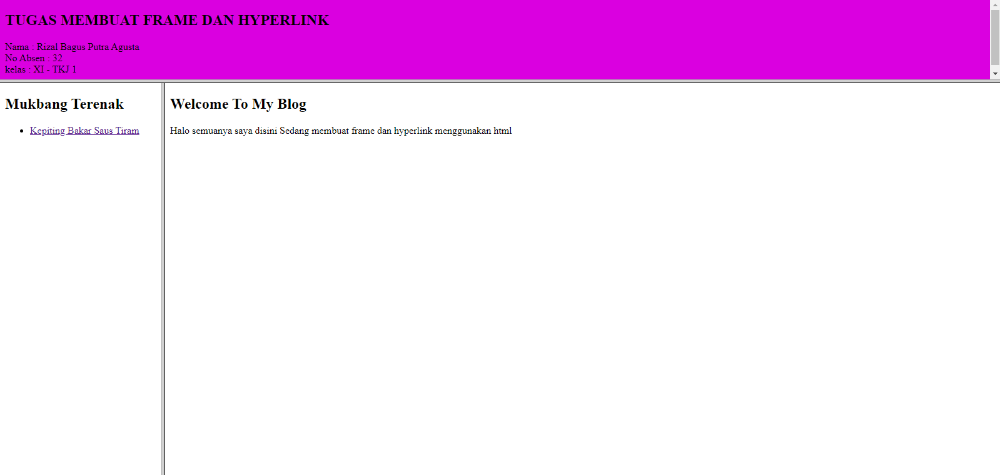 TUGAS MEMBUAT FRAME DAN HYPERLINK
Nama : Rizal Bagus Putra Agusta
No Absen : 32
kelas : XI - TKJ 1
Mukbang Terenak
Kepiting Bakar Saus Tiram
Welcome To My Blog
Halo semuanya saya disini Sedang membuat frame dan hyperlink menggunakan html